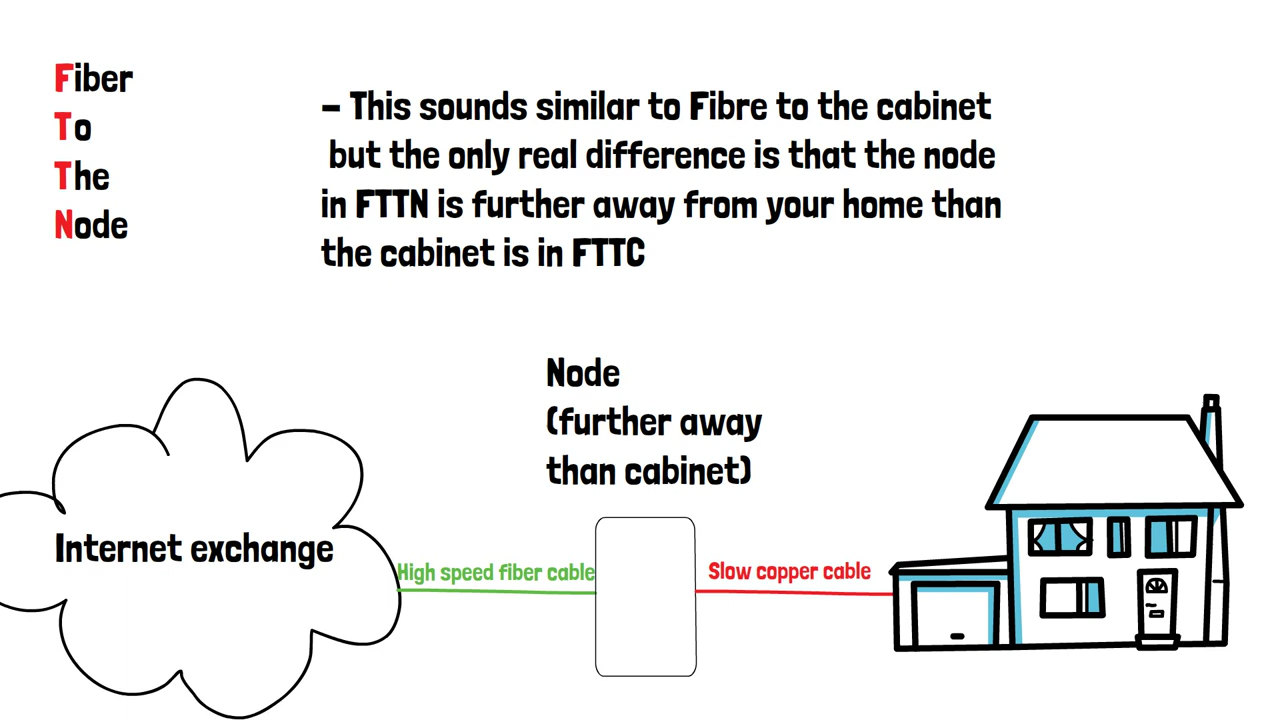 Fiber
To
The
Node
– This sounds similar to Fibre to the cabinet
but the only real difference is that the node
in FTTN is further away from your home than
the cabinet is in FTTC
Node
(further away
than cabinet)
Internet exchange
High speed fiber cable
Slow copper cable